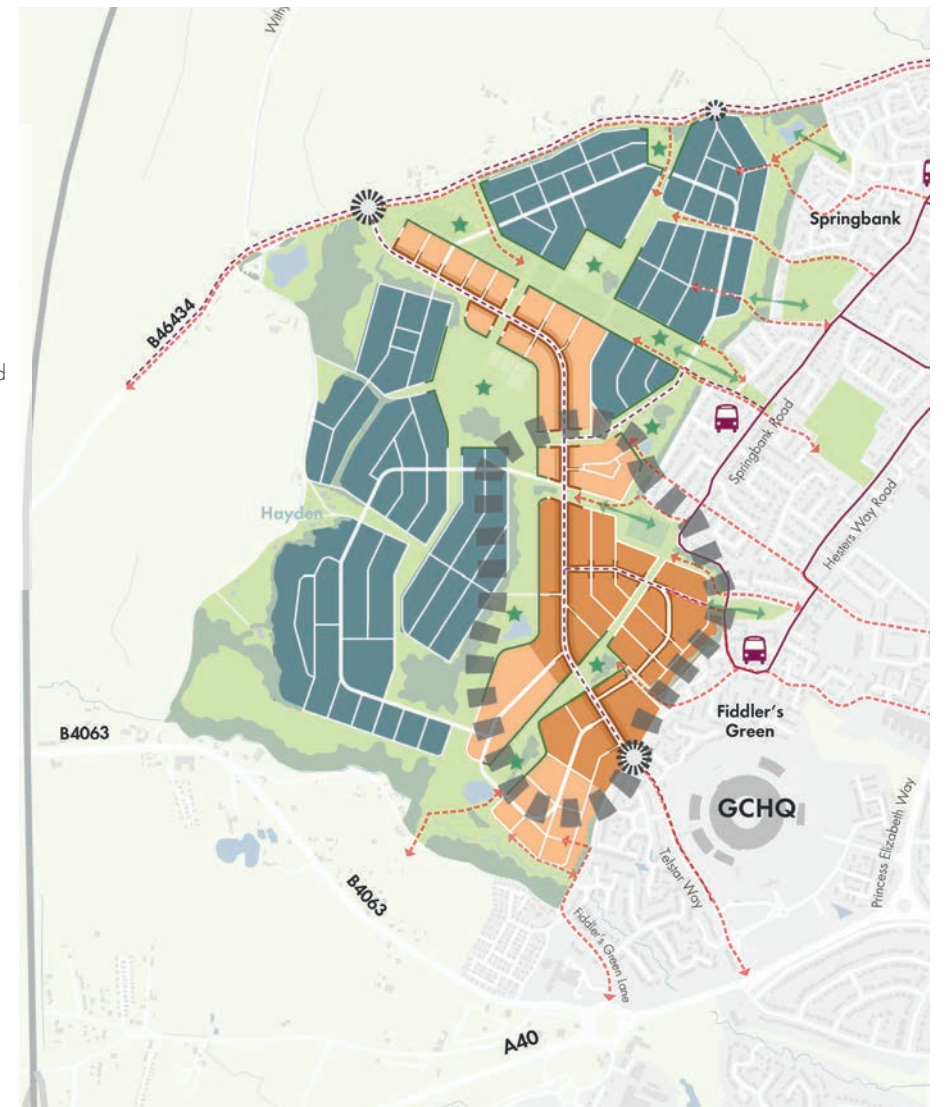 Withy
Springbank
B46434
d
Springbank Road
Hesters Way Road
Hayden
B4063
Fiddler's
Green
GCHQ
Princess Elizabeth Way
Telstar Way
B4063
Fiddler's Green Lane
A40